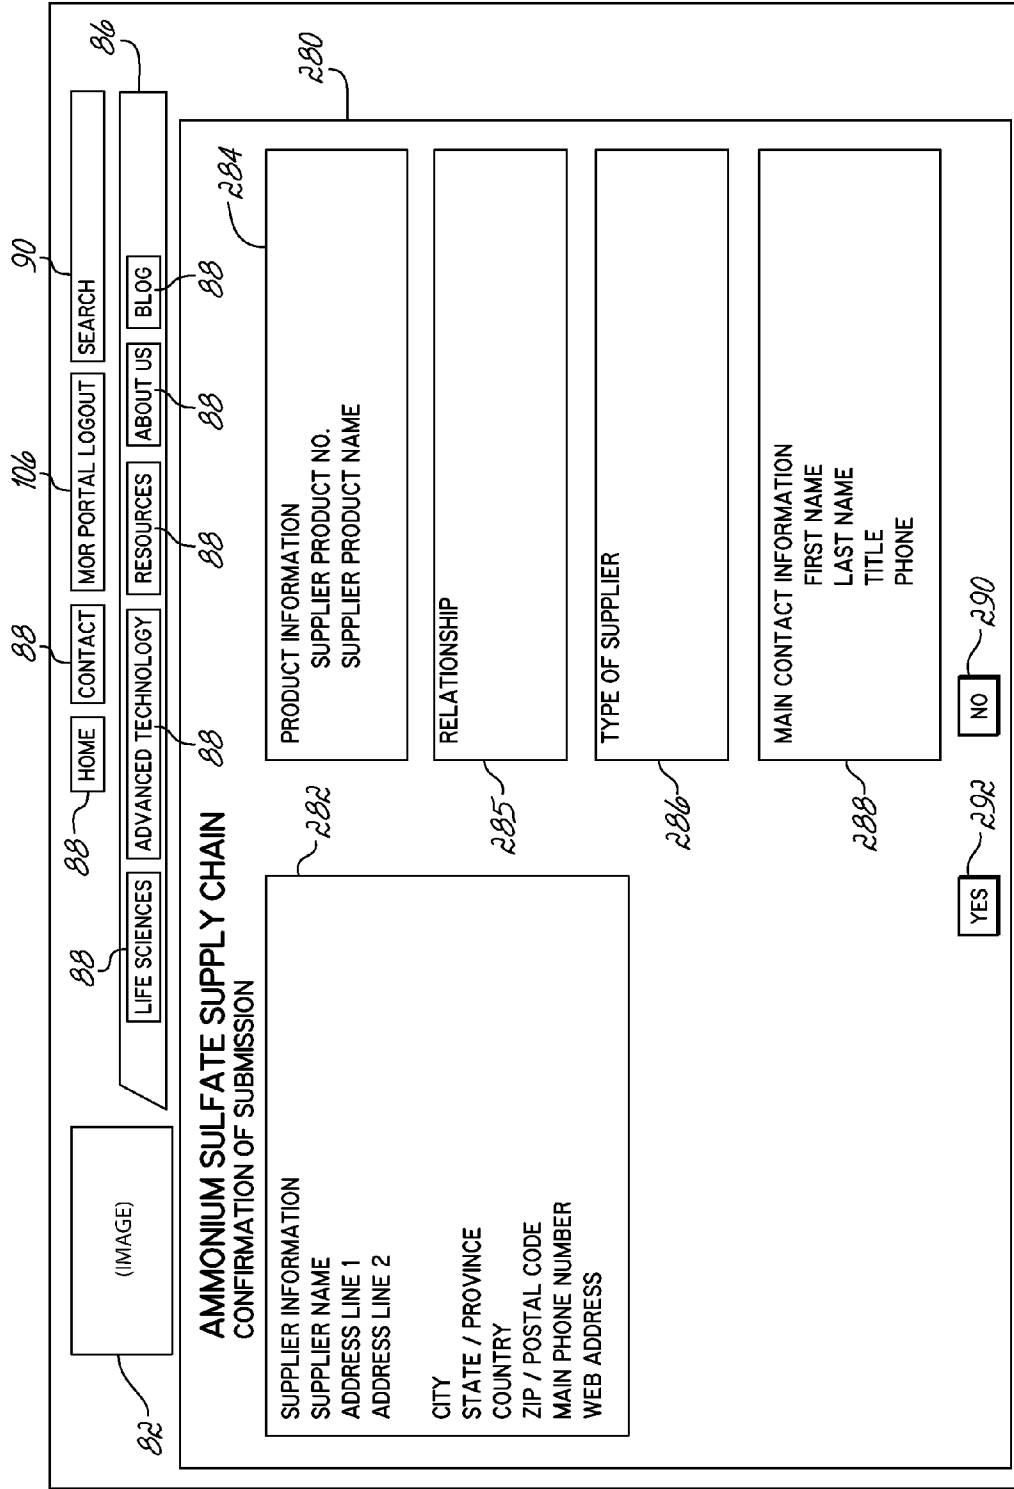 90
106
88
HOME
CONTACT
MOR PORTAL LOGOUT
SEARCH
88
86
88
LIFE SCIENCES
ADVANCED TECHNOLOGY
RESOURCES
ABOUT US
BLOG
(IMAGE)
82
88
88
88
88
280
AMMONIUM SULFATE SUPPLY CHAIN
CONFIRMATION OF SUBMISSION
282
284
SUPPLIER INFORMATION
SUPPLIER NAME
ADDRESS LINE 1
ADDRESS LINE 2
CITY
STATE / PROVINCE
COUNTRY
ZIP / POSTAL CODE
MAIN PHONE NUMBER
WEB ADDRESS
PRODUCT INFORMATION
SUPPLIER PRODUCT NO.
SUPPLIER PRODUCT NAME
RELATIONSHIP
285
TYPE OF SUPPLIER
286
MAIN CONTACT INFORMATION
FIRST NAME
LAST NAME
TITLE
PHONE
288
292
290
YES
NO